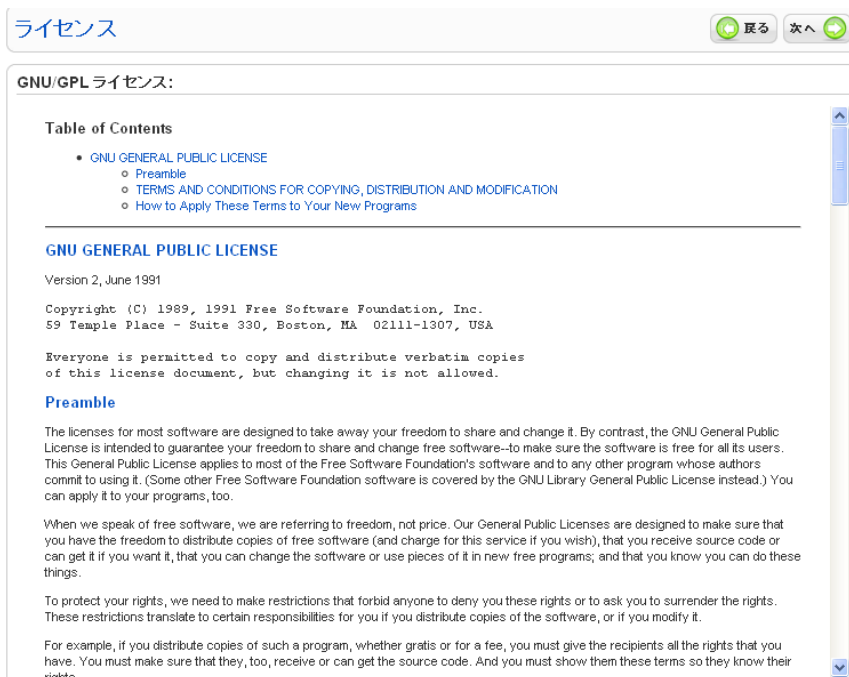 ライセンス
戻る
次へ
GNU/GPL ライセンス:
Table of Contents
GNU GENERAL PUBLIC LICENSE
Preamble
TERMS AND CONDITIONS FOR COPYING, DISTRIBUTION AND MODIFICATION
How to Apply These Terms to Your New Programs
GNU GENERAL PUBLIC LICENSE
Version 2, June 1991
Copyright (C) 1989, 1991 Free Software Foundation, Inc.
59 Temple Place - Suite 330, Boston, MA  02111-1307, USA
Everyone is permitted to copy and distribute verbatim copies
of this license document, but changing it is not allowed.
Preamble
The licenses for most software are designed to take away your freedom to share and change it. By contrast, the GNU General Public
License is intended to guarantee your freedom to share and change free software--to make sure the software is free for all its users.
This General Public License applies to most of the Free Software Foundation's software and to any other program whose authors
commit to using it. (Some other Free Software Foundation software is covered by the GNU Library General Public License instead.) You
can apply it to your programs, too.
When we speak of free software, we are referring to freedom, not price. Our General Public Licenses are designed to make sure that
you have the freedom to distribute copies of free software (and charge for this service if you wish), that you receive source code or
can get it if you want it, that you can change the software or use pieces of it in new free programs; and that you know you can do these
things.
To protect your rights, we need to make restrictions that forbid anyone to deny you these rights or to ask you to surrender the rights.
These restrictions translate to certain responsibilities for you if you distribute copies of the software, or if you modify it.
For example, if you distribute copies of such a program, whether gratis or for a fee, you must give the recipients all the rights that you
have. You must make sure that they, too, receive or can get the source code. And you must show them these terms so they know their
rights.